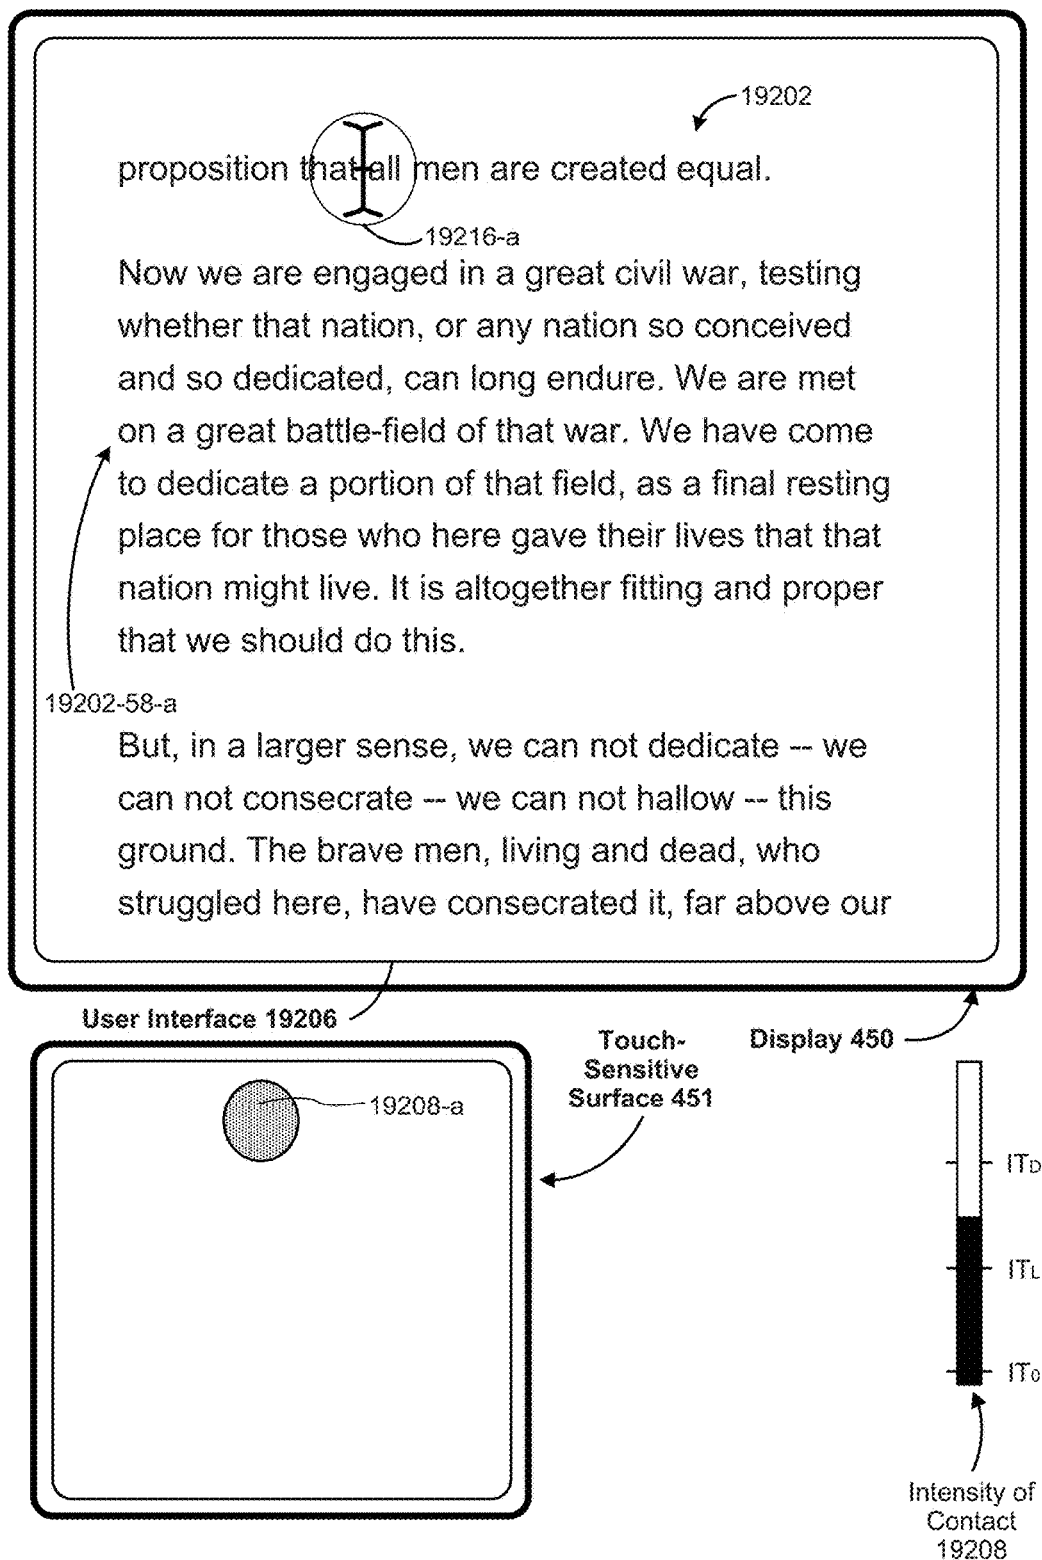 19202
proposition that all men are created equal.
19216-a
Now we are engaged in a great civil war, testing
whether that nation, or any nation so conceived
and so dedicated, can long endure. We are met
on a great battle-field of that war. We have come
to dedicate a portion of that field, as a final resting
place for those who here gave their lives that that
nation might live. It is altogether fitting and proper
that we should do this.
19202-58-a
But, in a larger sense, we can not dedicate -- we
can not consecrate -- we can not hallow -- this
ground. The brave men, living and dead, who
struggled here, have consecrated it, far above our
User Interface 19206
Display 450
Touch-
Sensitive
Surface 451
19208-a
ITD
ITL
IT0
Intensity of
Contact
19208